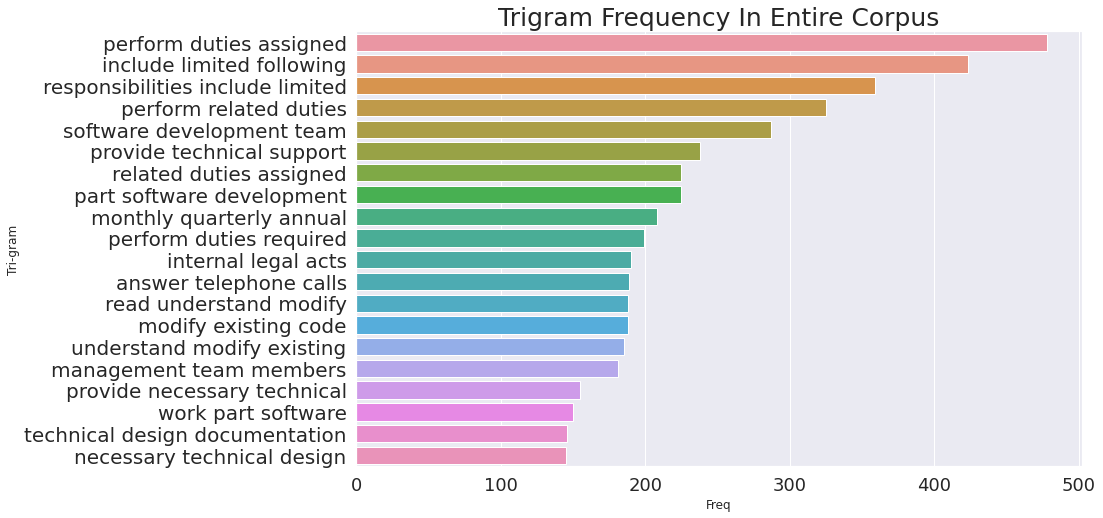 Trigram Frequency In Entire Corpus
perform duties assigned
include limited following
responsibilities include limited
perform related duties
software development team
provide technical support
related duties assigned
part software development
monthly quarterly annual
perform duties required
internal legal acts
answer telephone calls
read understand modify
modify existing code
understand modify existing
management team members
provide necessary technical
work part software
technical design documentation
necessary technical design
Tri-gram
0 100 200 300 400 500
Freq